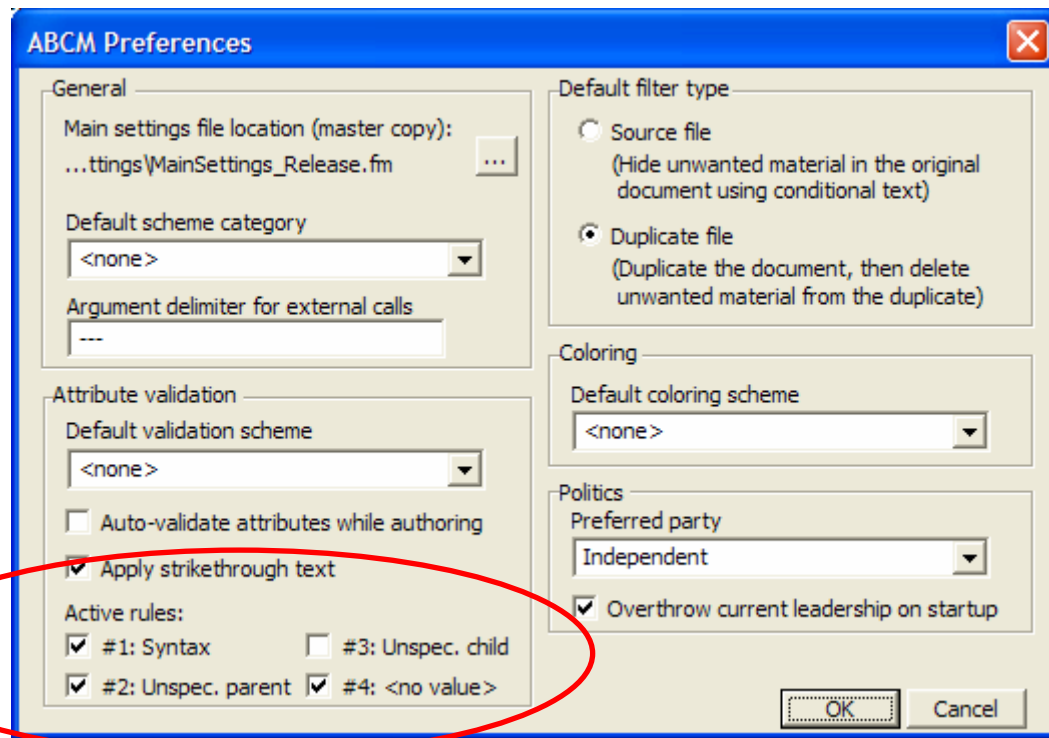 ABCM Preferences
General
Main settings file location (master copy):
...ttings\MainSettings_Release.fm
...
Default scheme category
<none>
Argument delimiter for external calls
---
Attribute validation
Default validation scheme
<none>
Auto-validate attributes while authoring
Apply strikethrough text
Active rules:
#1: Syntax
#3: Unspec. child
#2: Unspec. parent
#4: <no value>
Default filter type
Source file
(Hide unwanted material in the original
document using conditional text)
Duplicate file
(Duplicate the document, then delete
unwanted material from the duplicate)
Coloring
Default coloring scheme
<none>
Politics
Preferred party
Independent
Overthrow current leadership on startup
OK
Cancel